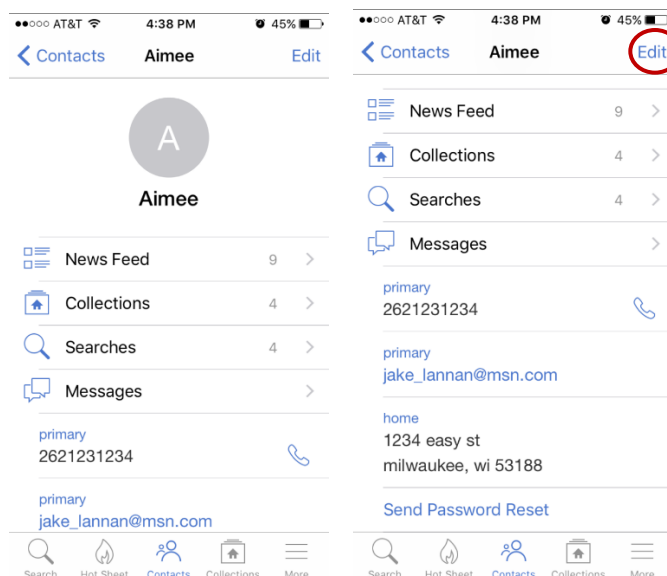 AT&T 4:38 PM 45%
Contacts Aimee Edit
A
Aimee
News Feed 9
Collections 4
Searches 4
Messages
primary
2621231234
primary
jake_lannan@msn.com
Search Hot Sheet Contacts Collections More
AT&T 4:38 PM 45%
Contacts Aimee Edit
News Feed 9
Collections 4
Searches 4
Messages
primary
2621231234
primary
jake_lannan@msn.com
home
1234 easy st
milwaukee, wi 53188
Send Password Reset
Search Hot Sheet Contacts Collections More